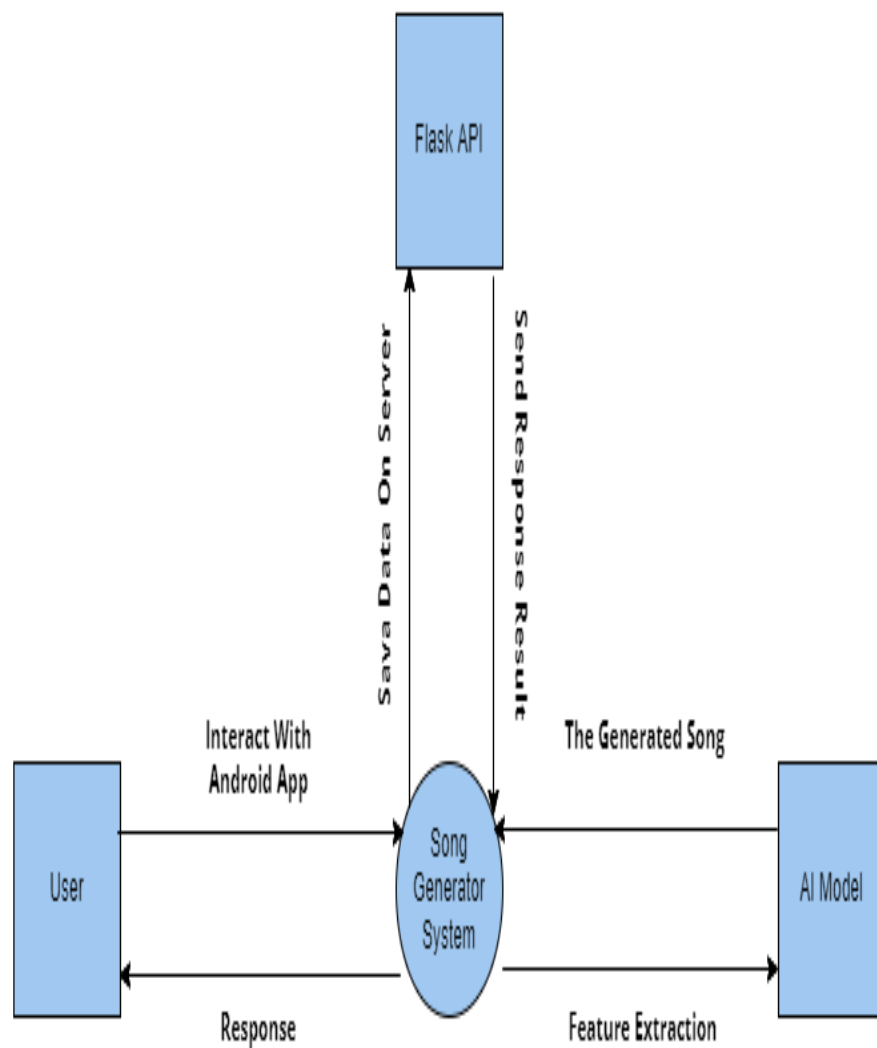 Flask API
Sava Data On Server
Send Response Result
Interact With
Android App
The Generated Song
User
Song
Generator
System
AI Model
Response
Feature Extraction